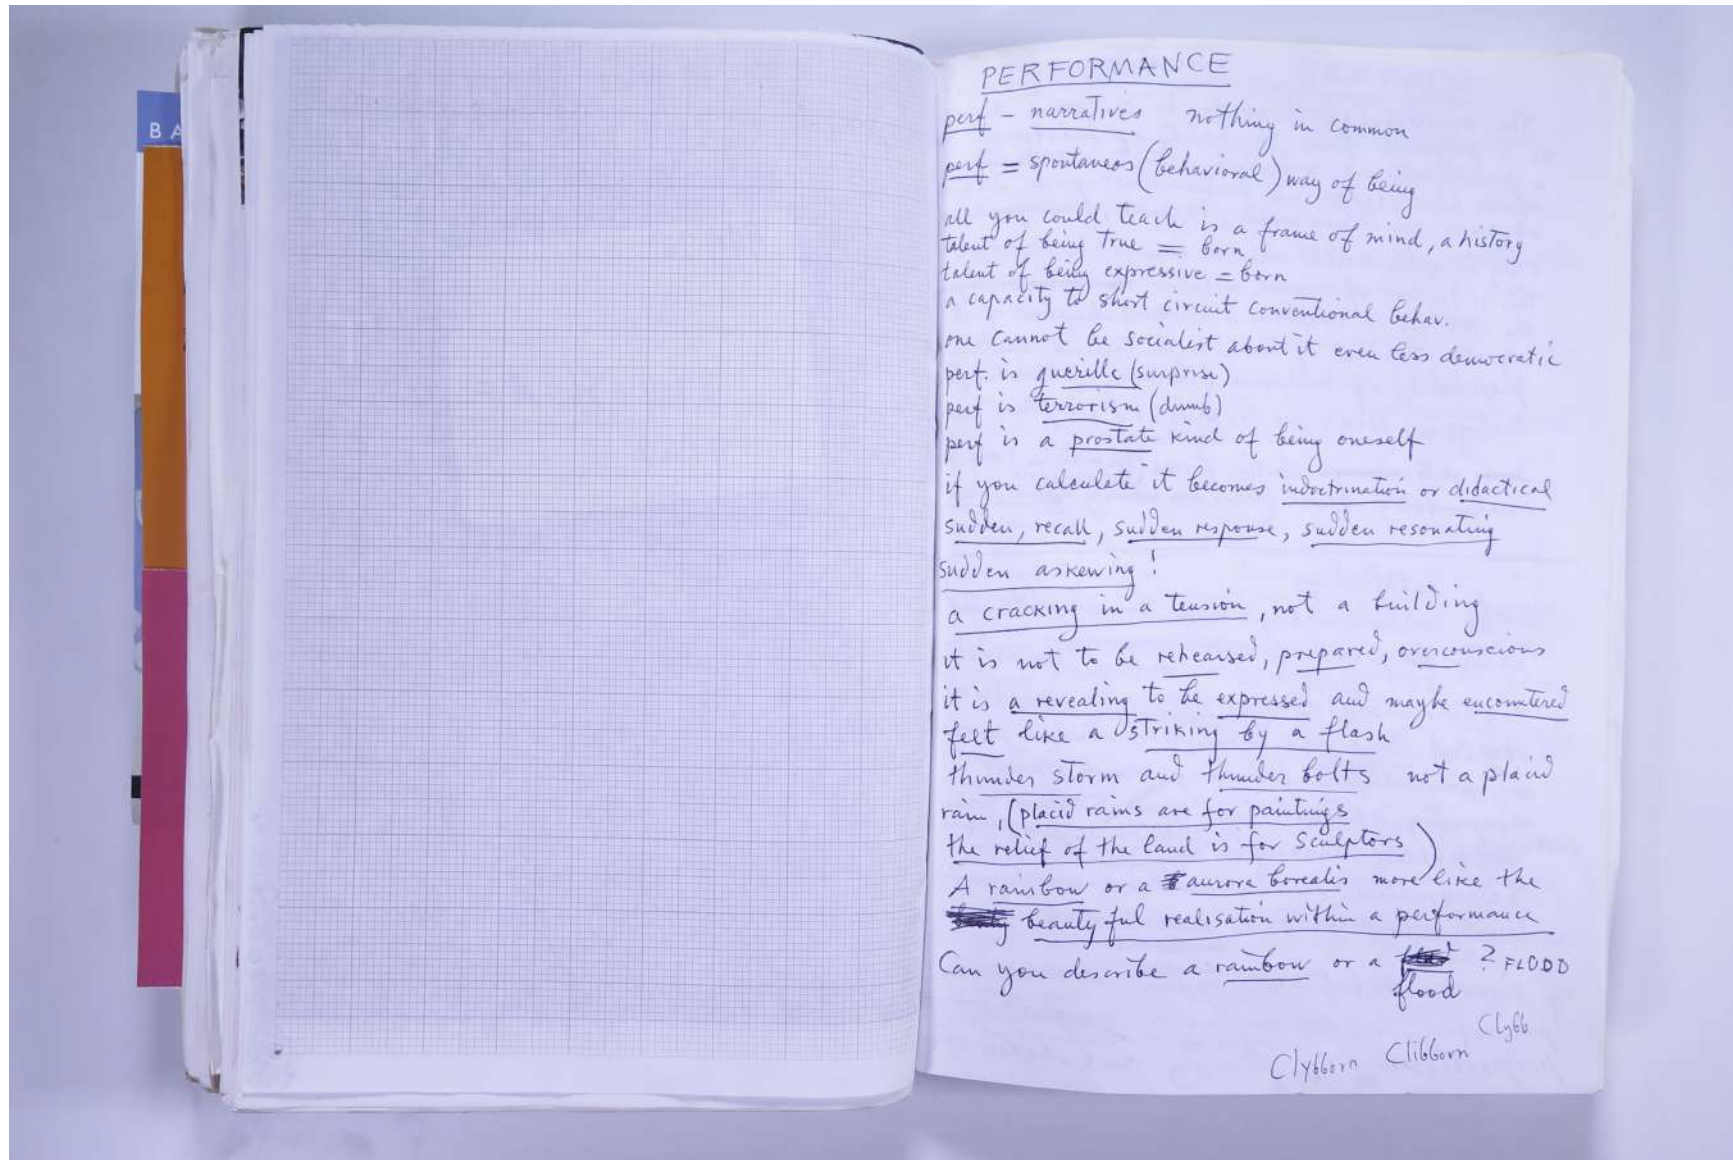 BA
PERFORMANCE
perf - narratives nothing in common
perf = spontaneos (behavioral) way of being
all you could teach is a frame of mind, a history
talent of being true = born
talent of being expressive = born
a capacity to short circuit conventional behav.
one cannot be socialist about it even less democratic
perf. is guerille (surprise)
perf is terrorism (dumb)
perf is a prostate kind of being oneself
if you calculate it becomes indoctrination or didactical
sudden, recall, sudden response, sudden resonating
sudden askewing!
a cracking in a tension, not a building
it is not to be rehearsed, prepared, overconscious
it is a revealing to be expressed and maybe encountered
felt like a striking by a flash
thunder storm and thunder bolts not a placid
rain, (placid rains are for paintings
the relief of the land is for sculptors)
A rainbow or a aurora borealis more like the
beauty ful realisation within a performance
Can you describe a rainbow or a ? FLOOD
flood
Clybb
Clybborn Clibborn